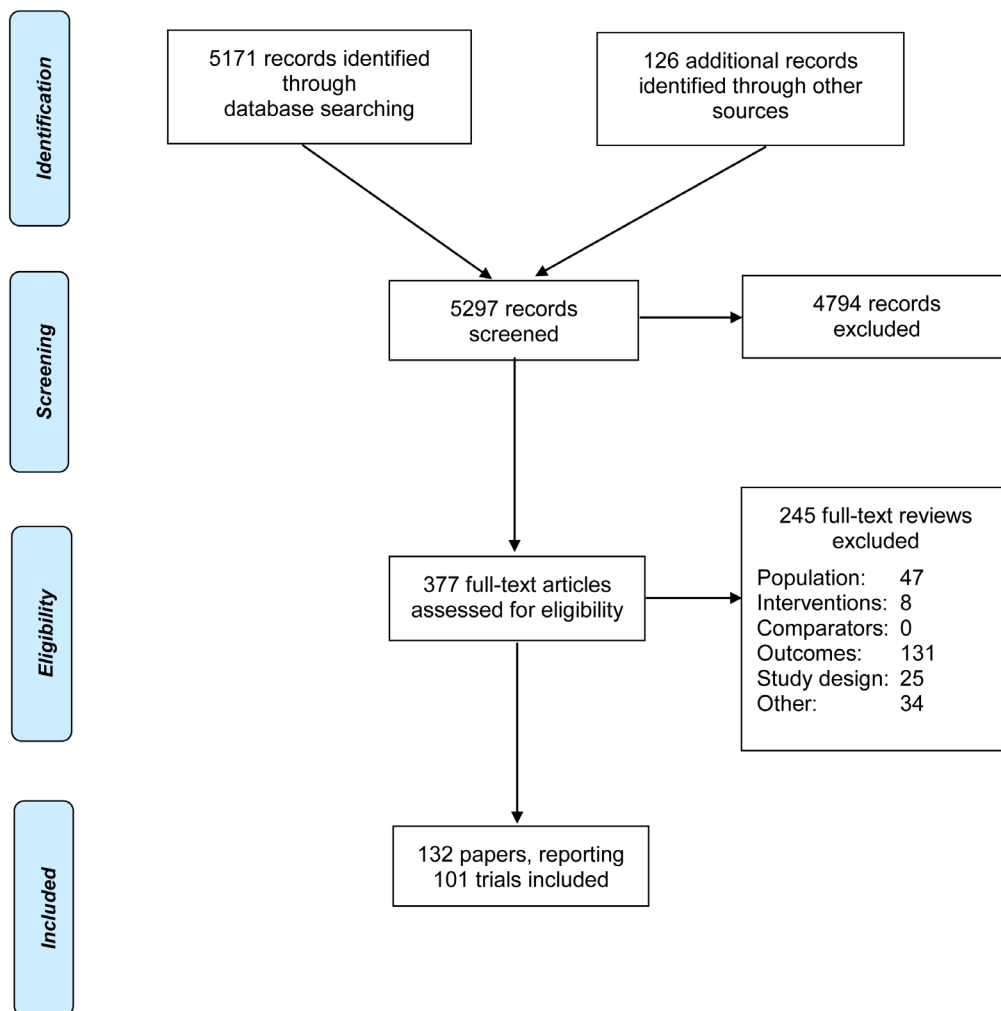 Identification
5171 records identified
through
database searching
126 additional records
identified through other
sources
Screening
5297 records
screened
4794 records
excluded
Eligibility
377 full-text articles
assessed for eligibility
245 full-text reviews
excluded
Population: 47
Interventions: 8
Comparators: 0
Outcomes: 131
Study design: 25
Other: 34
Included
132 papers, reporting
101 trials included